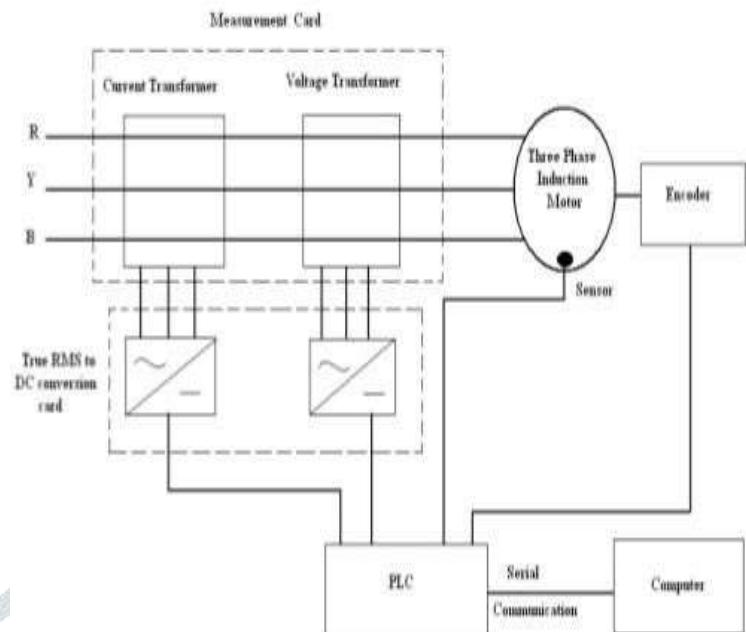 Measurement Card
Current Transformer
Voltage Transformer
R
Y
B
Three Phase
Induction
Motor
Encoder
Sensor
True RMS to
DC conversion
card
PLC
Serial
Communication
Computer